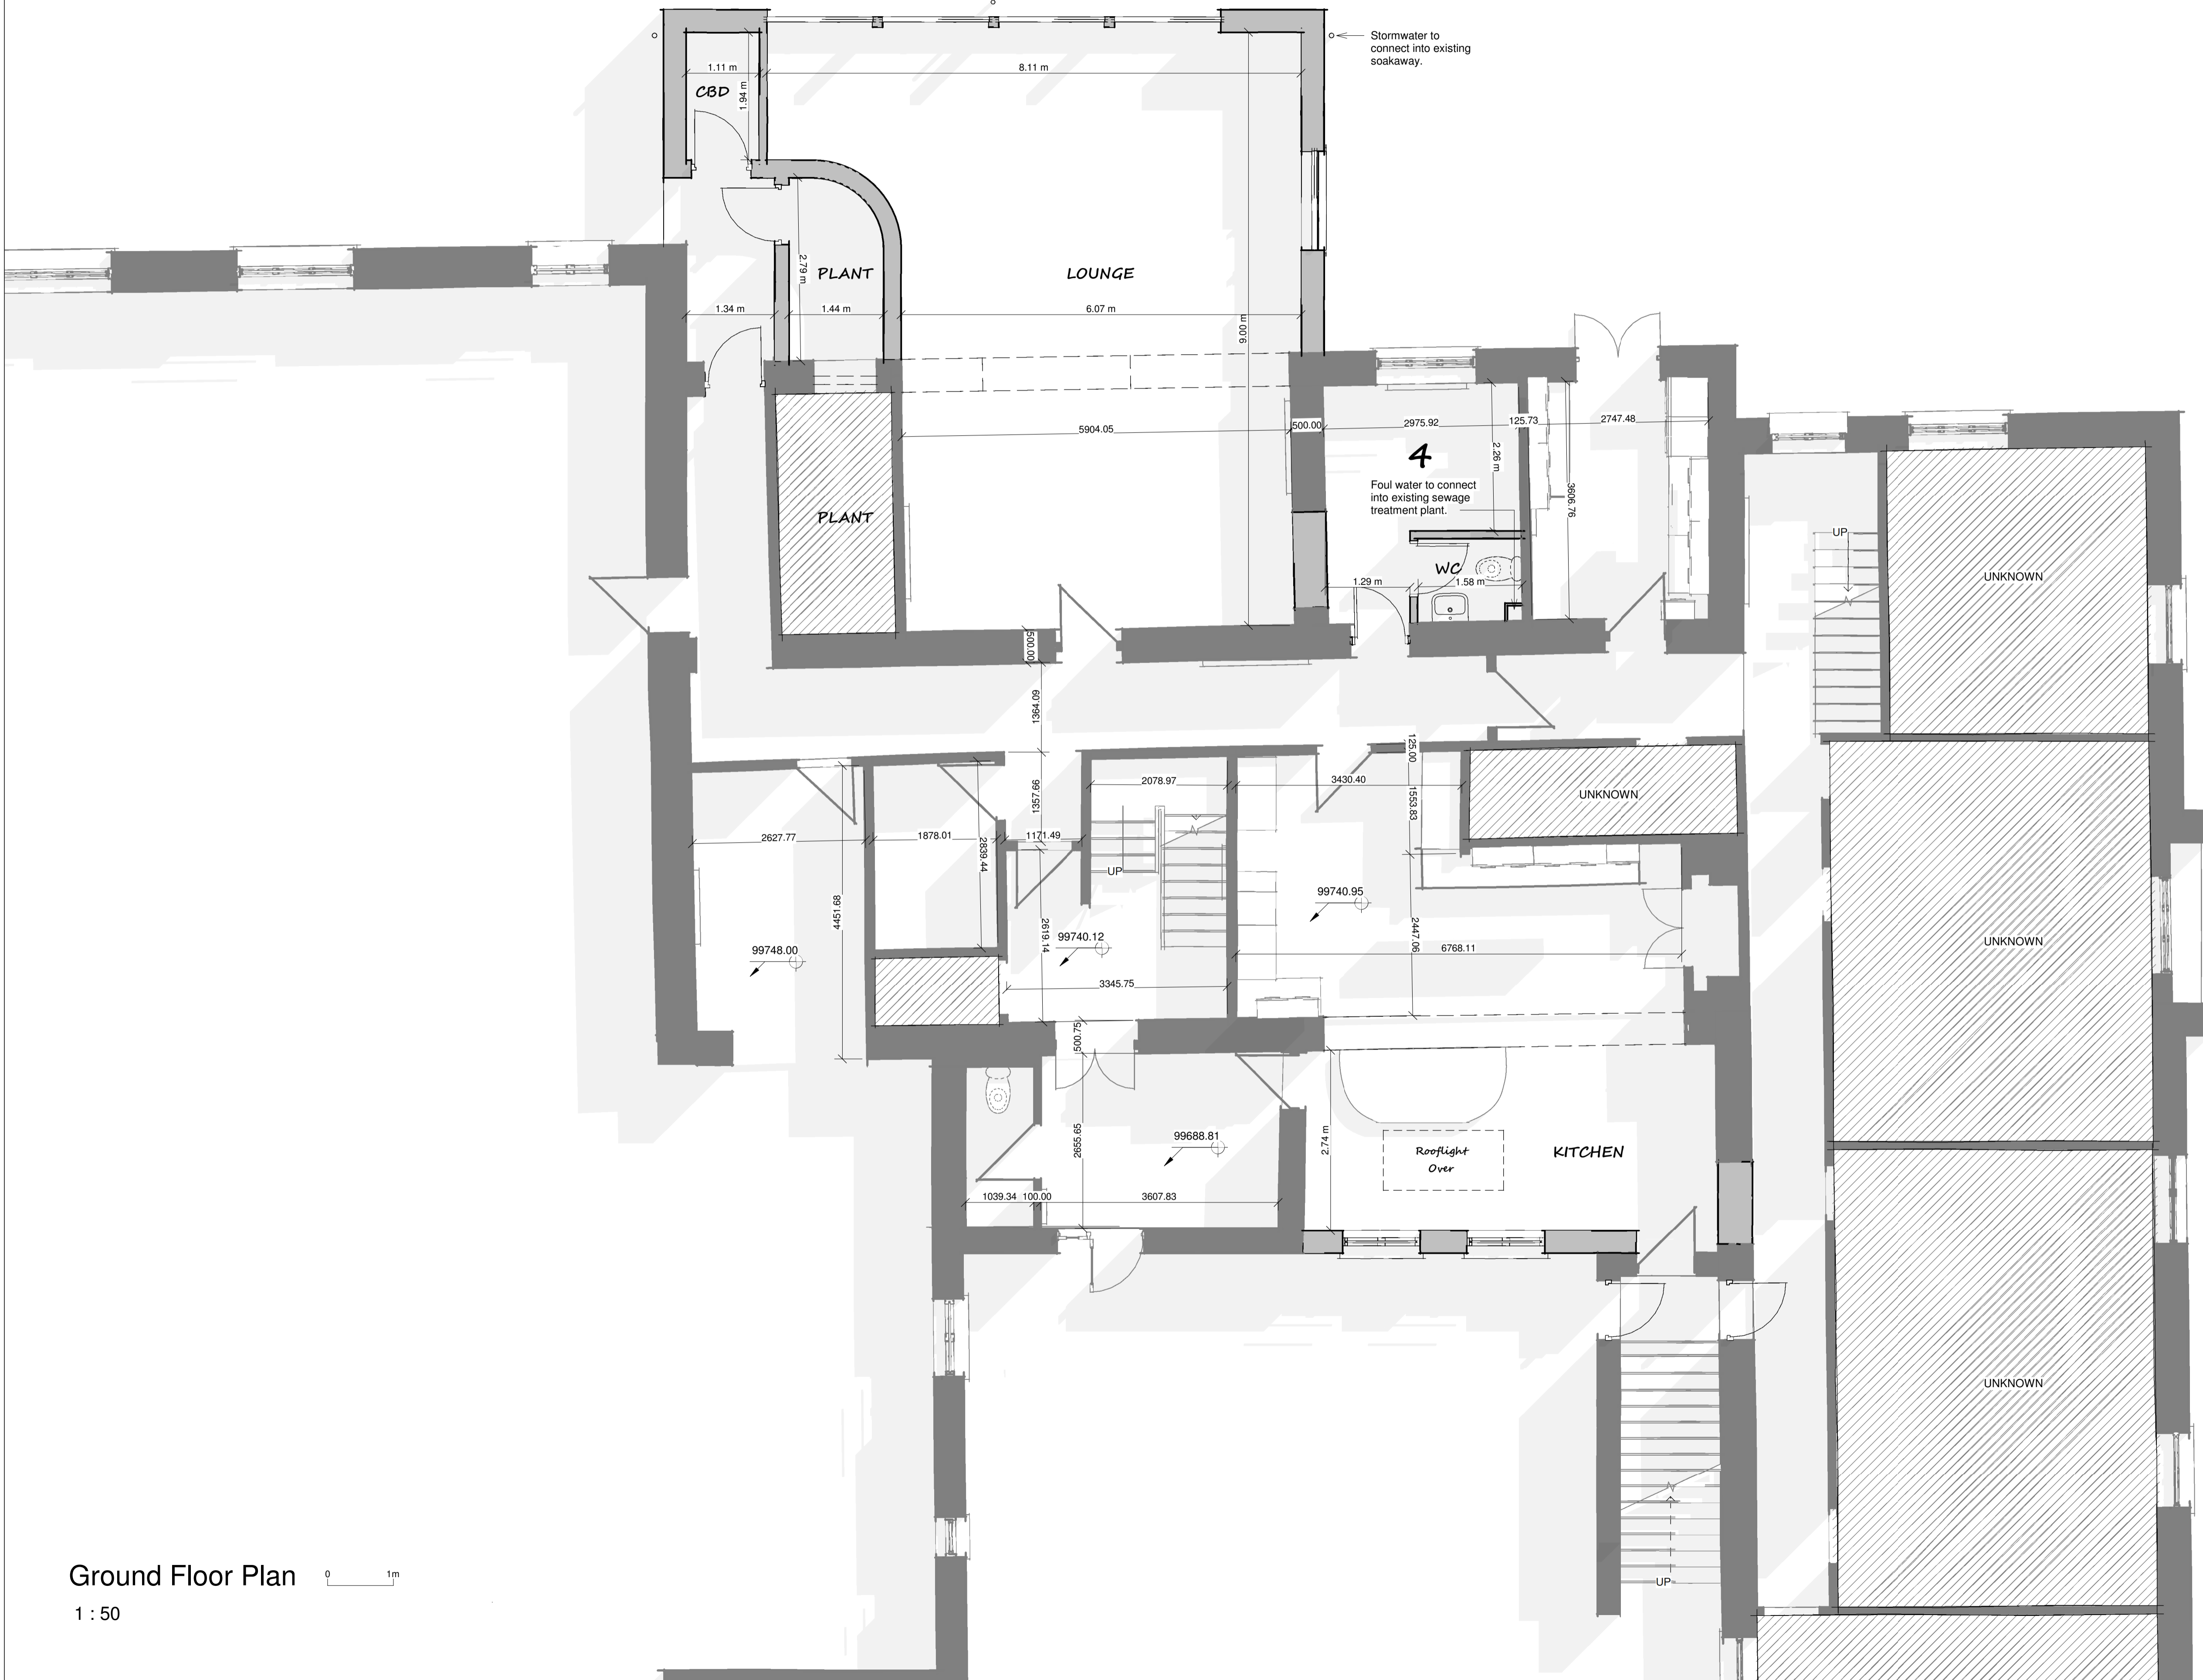 Stormwater to
connect into existing
soakaway.
1.11 m
8.11 m
CBD
1.94 m
PLANT
LOUNGE
2.79 m
1.34 m
1.44 m
6.07 m
9.00 m
5904.05
500.00
2975.92
125.73
2747.48
4
2.26 m
Foul water to connect
into existing sewage
treatment plant.
3606.76
PLANT
UP
UNKNOWN
WC
1.29 m
1.58 m
500.00
1364.09
125.00
2078.97
3430.40
1357.66
1553.83
UNKNOWN
2627.77
1878.01
1171.49
2839.44
UP
4451.68
99740.95
2619.14
99740.12
2447.06
6768.11
UNKNOWN
99748.00
3345.75
500.75
2655.65
99688.81
2.74 m
Rooflight
Over
KITCHEN
1039.34
100.00
3607.83
UNKNOWN
UP
Ground Floor Plan
0
1m
1 : 50